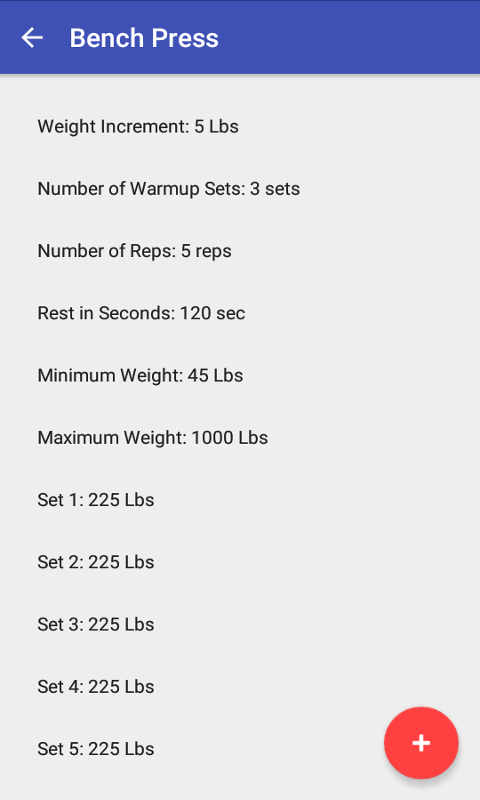 Bench Press
Weight Increment: 5 Lbs
Number of Warmup Sets: 3 sets
Number of Reps: 5 reps
Rest in Seconds: 120 sec
Minimum Weight: 45 Lbs
Maximum Weight: 1000 Lbs
Set 1: 225 Lbs
Set 2: 225 Lbs
Set 3: 225 Lbs
Set 4: 225 Lbs
Set 5: 225 Lbs